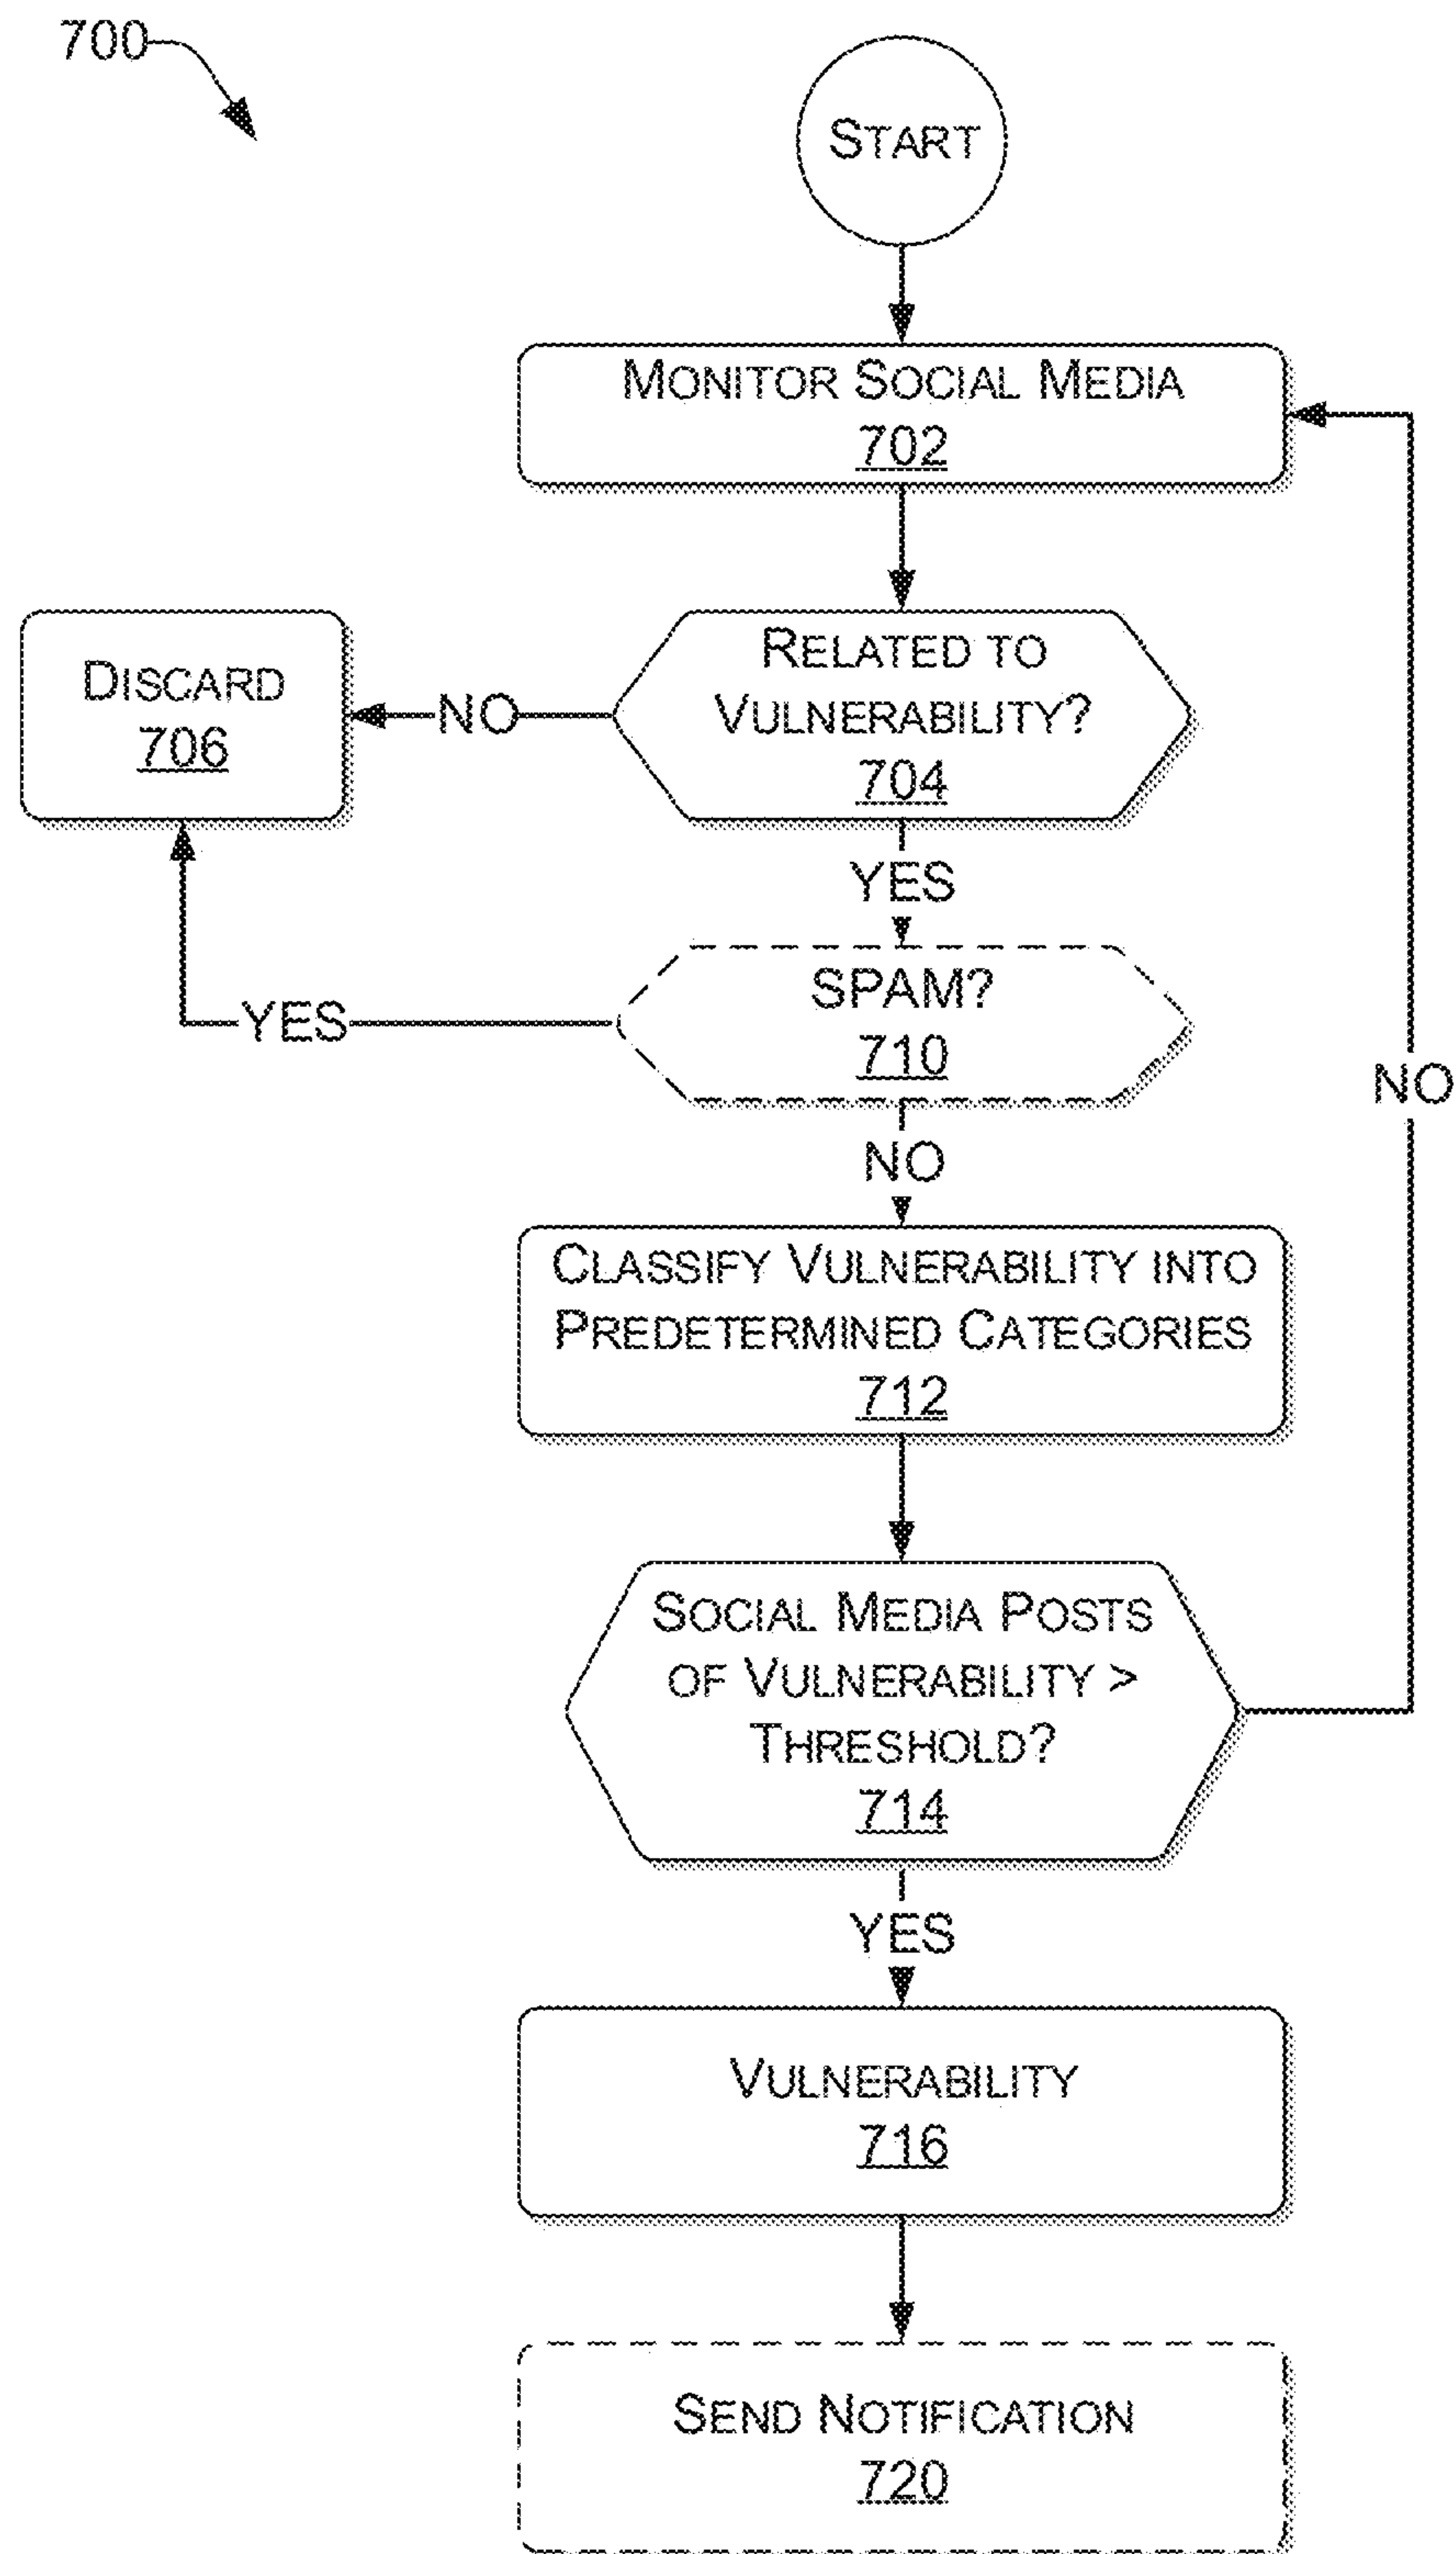 700
START
MONITOR SOCIAL MEDIA
702
RELATED TO
VULNERABILITY?
704
NO
DISCARD
706
YES
SPAM?
710
YES
NO
NO
CLASSIFY VULNERABILITY INTO
PREDETERMINED CATEGORIES
712
SOCIAL MEDIA POSTS
OF VULNERABILITY >
THRESHOLD?
714
YES
VULNERABILITY
716
SEND NOTIFICATION
720